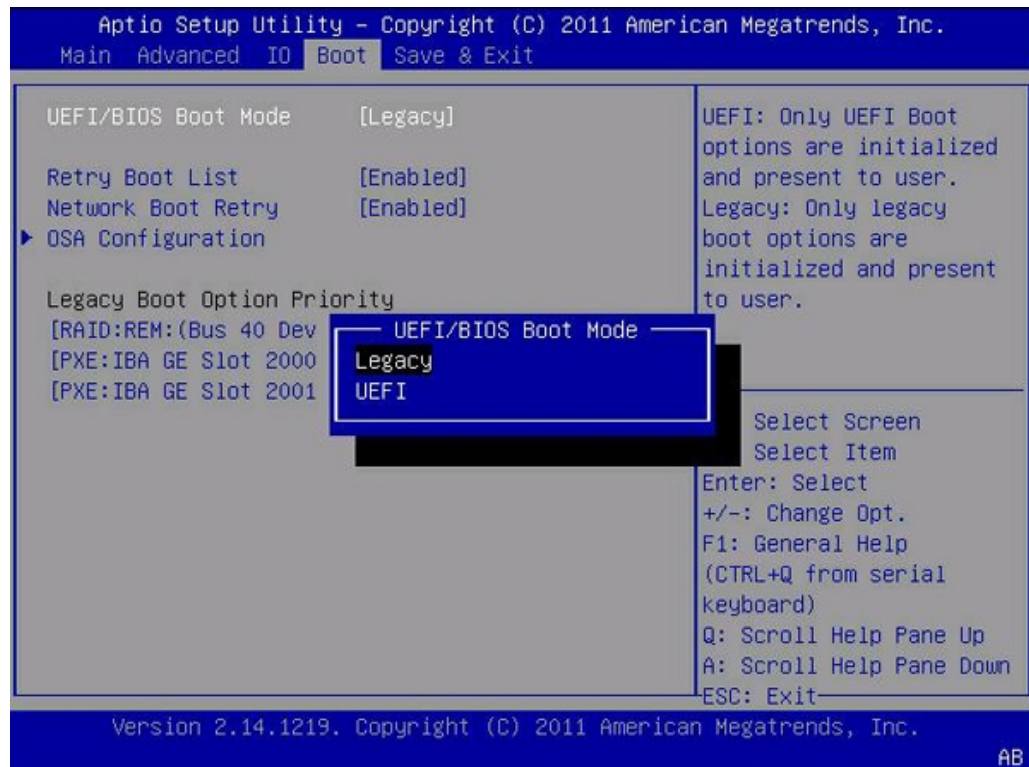 Aptio Setup Utility – Copyright (C) 2011 American Megatrends, Inc.
Main Advanced IO Boot Save & Exit
UEFI/BIOS Boot Mode [Legacy]
Retry Boot List [Enabled]
Network Boot Retry [Enabled]
OSA Configuration
Legacy Boot Option Priority
[RAID:REM:(Bus 40 Dev
[PXE:IBA GE Slot 2000
[PXE:IBA GE Slot 2001
UEFI/BIOS Boot Mode
Legacy
UEFI
UEFI: Only UEFI Boot
options are initialized
and present to user.
Legacy: Only legacy
boot options are
initialized and present
to user.
Select Screen
Select Item
Enter: Select
+/-: Change Opt.
F1: General Help
(CTRL+Q from serial
keyboard)
Q: Scroll Help Pane Up
A: Scroll Help Pane Down
ESC: Exit
Version 2.14.1219. Copyright (C) 2011 American Megatrends, Inc.
AB